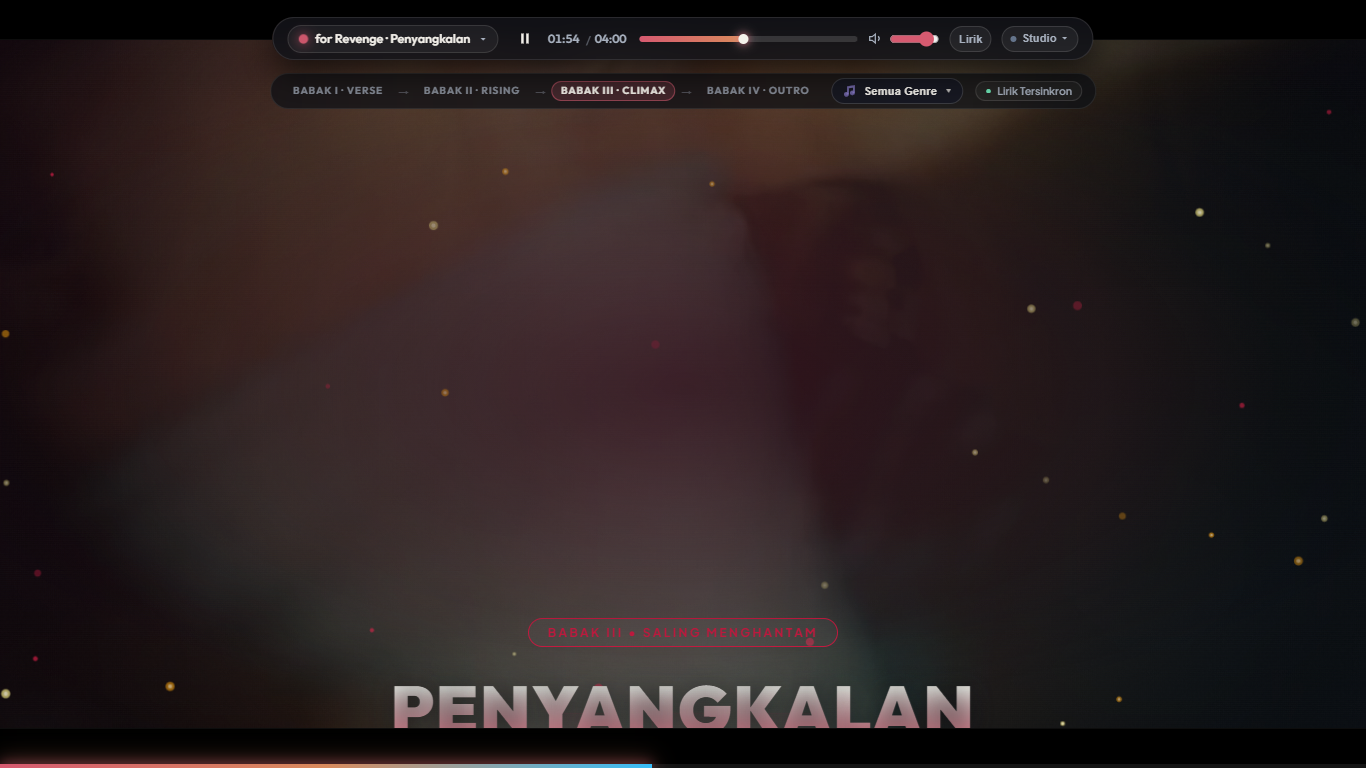 for Revenge · Penyangkalan
01:54 / 04:00
Lirik
Studio
BABAK I · VERSE → BABAK II · RISING → BABAK III · CLIMAX → BABAK IV · OUTRO
Semua Genre
Lirik Tersinkron
BABAK III • SALING MENGHANTAM
PENYANGKALAN